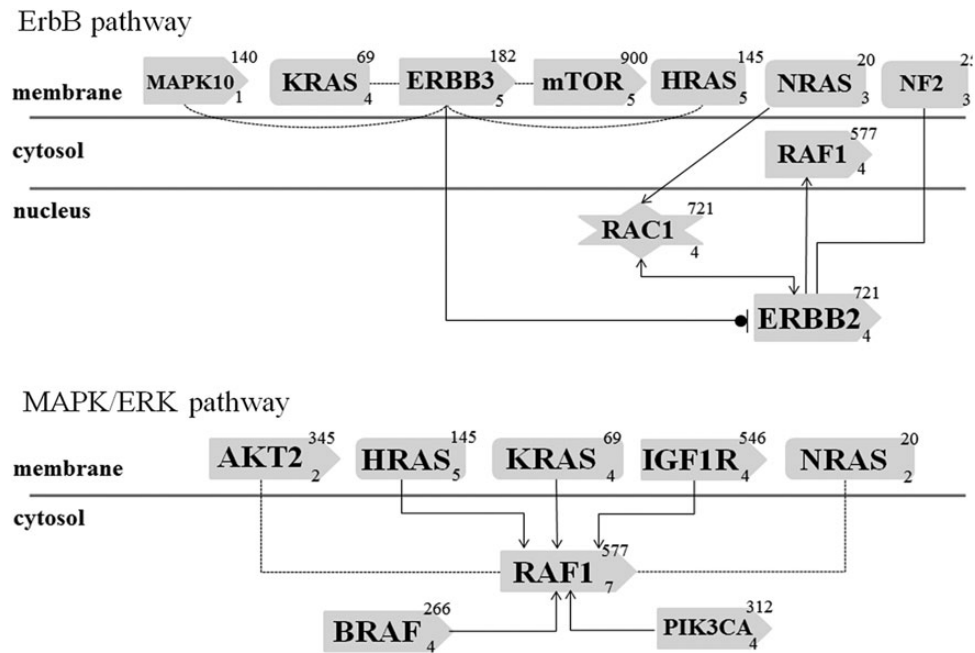 ErbB pathway
140 69 182 900 145 20
membrane MAPK10 KRAS ERBB3 mTOR HRAS NRAS NF2
1 4 5 5 5 3 3
cytosol RAF1 577
4
nucleus
RAC1 721
4
721
ERBB2
4
MAPK/ERK pathway
345 145 69 546 20
membrane AKT2 HRAS KRAS IGF1R NRAS
2 5 4 4 2
cytosol
577
RAF1
7
266 312
BRAF PIK3CA
4 4